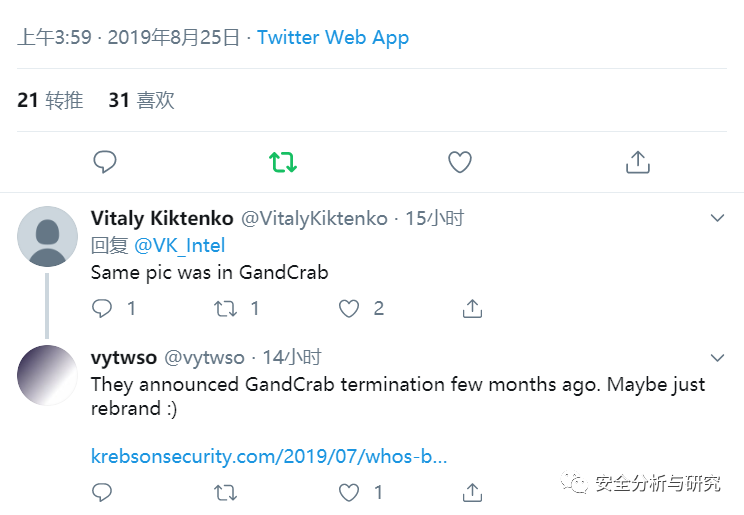 上午3:59 · 2019年8月25日 · Twitter Web App
21 转推 31 喜欢
Vitaly Kiktenko @VitalyKiktenko · 15小时
回复 @VK_Intel
Same pic was in GandCrab
1 1 2
vytwso @vytwso · 14小时
They announced GandCrab termination few months ago. Maybe just
rebrand :)
krebsonsecurity.com/2019/07/whos-b...
1
安全分析与研究